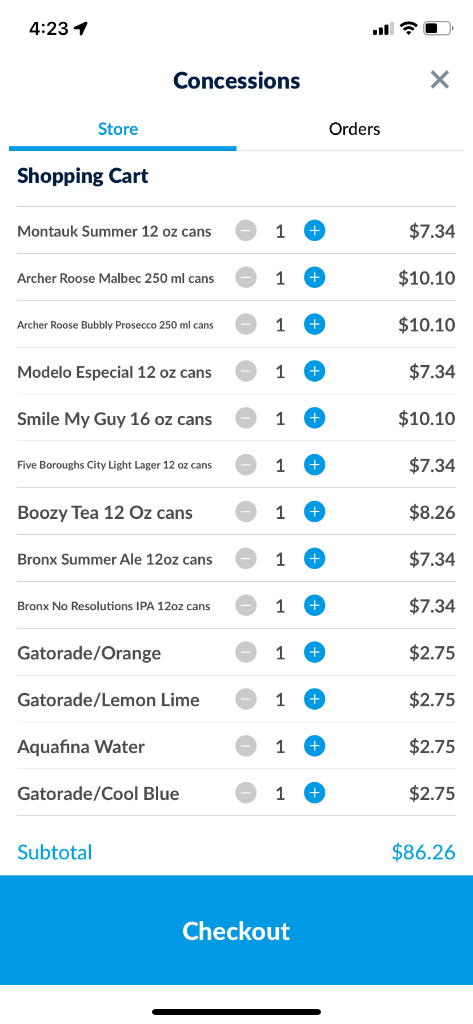 4:23
Concessions
Store Orders
Shopping Cart
Montauk Summer 12 oz cans 1 $7.34
Archer Roose Malbec 250 ml cans 1 $10.10
Archer Roose Bubbly Prosecco 250 ml cans 1 $10.10
Modelo Especial 12 oz cans 1 $7.34
Smile My Guy 16 oz cans 1 $10.10
Five Boroughs City Light Lager 12 oz cans 1 $7.34
Boozy Tea 12 Oz cans 1 $8.26
Bronx Summer Ale 12oz cans 1 $7.34
Bronx No Resolutions IPA 12oz cans 1 $7.34
Gatorade/Orange 1 $2.75
Gatorade/Lemon Lime 1 $2.75
Aquafina Water 1 $2.75
Gatorade/Cool Blue 1 $2.75
Subtotal $86.26
Checkout